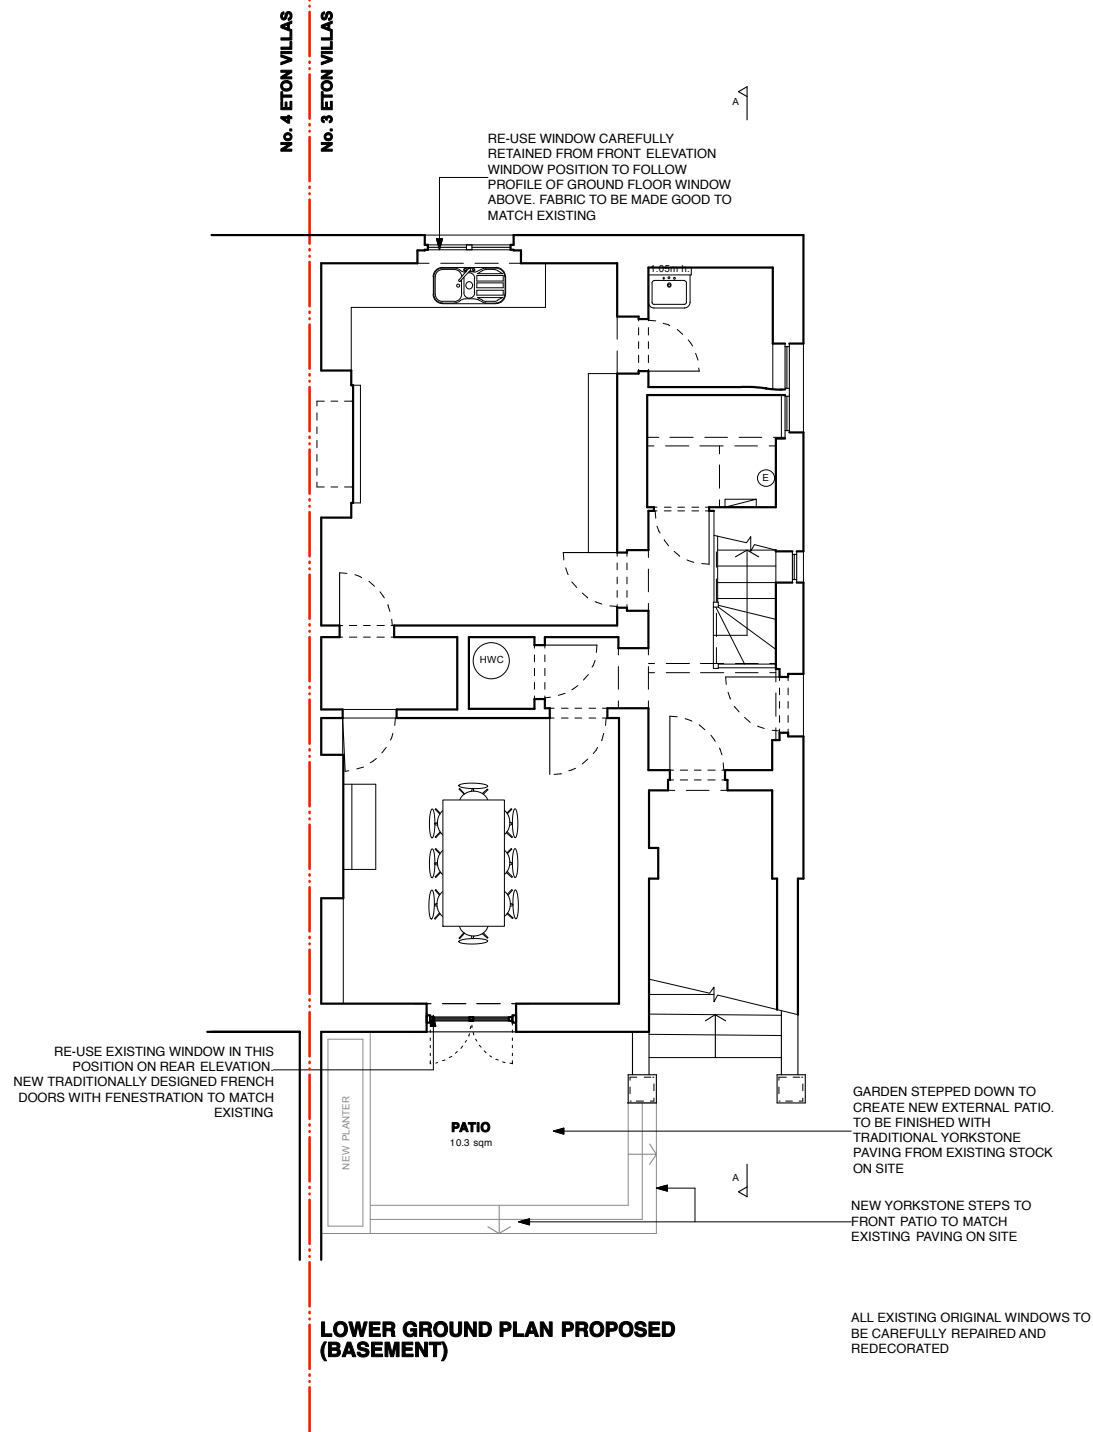 No. 4 ETON VILLAS
No. 3 ETON VILLAS
A
RE-USE WINDOW CAREFULLY
RETAINED FROM FRONT ELEVATION
WINDOW POSITION TO FOLLOW
PROFILE OF GROUND FLOOR WINDOW
ABOVE. FABRIC TO BE MADE GOOD TO
MATCH EXISTING
1.65m h.
E
HWC
RE-USE EXISTING WINDOW IN THIS
POSITION ON REAR ELEVATION.
NEW TRADITIONALLY DESIGNED FRENCH
DOORS WITH FENESTRATION TO MATCH
EXISTING
NEW PLANTER
PATIO
10.3 sqm
GARDEN STEPPED DOWN TO
CREATE NEW EXTERNAL PATIO.
TO BE FINISHED WITH
TRADITIONAL YORKSTONE
PAVING FROM EXISTING STOCK
ON SITE
A
NEW YORKSTONE STEPS TO
FRONT PATIO TO MATCH
EXISTING PAVING ON SITE
LOWER GROUND PLAN PROPOSED
(BASEMENT)
ALL EXISTING ORIGINAL WINDOWS TO
BE CAREFULLY REPAIRED AND
REDECORATED